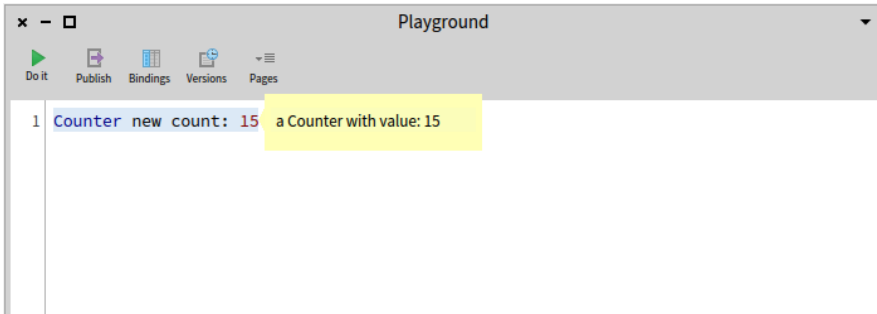 Playground
Do it Publish Bindings Versions Pages
1 Counter new count: 15 a Counter with value: 15